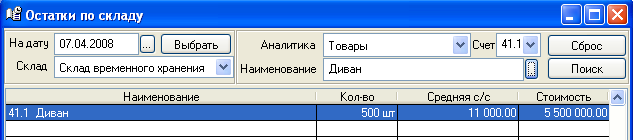 Остатки по складу
На дату 07.04.2008 ... Выбрать Аналитика Товары Счет 41.1 Сброс
Склад Склад временного хранения Наименование Диван ... Поиск
Наименование Кол-во Средняя с/с Стоимость
41.1 Диван 500 шт 11 000.00 5 500 000.00